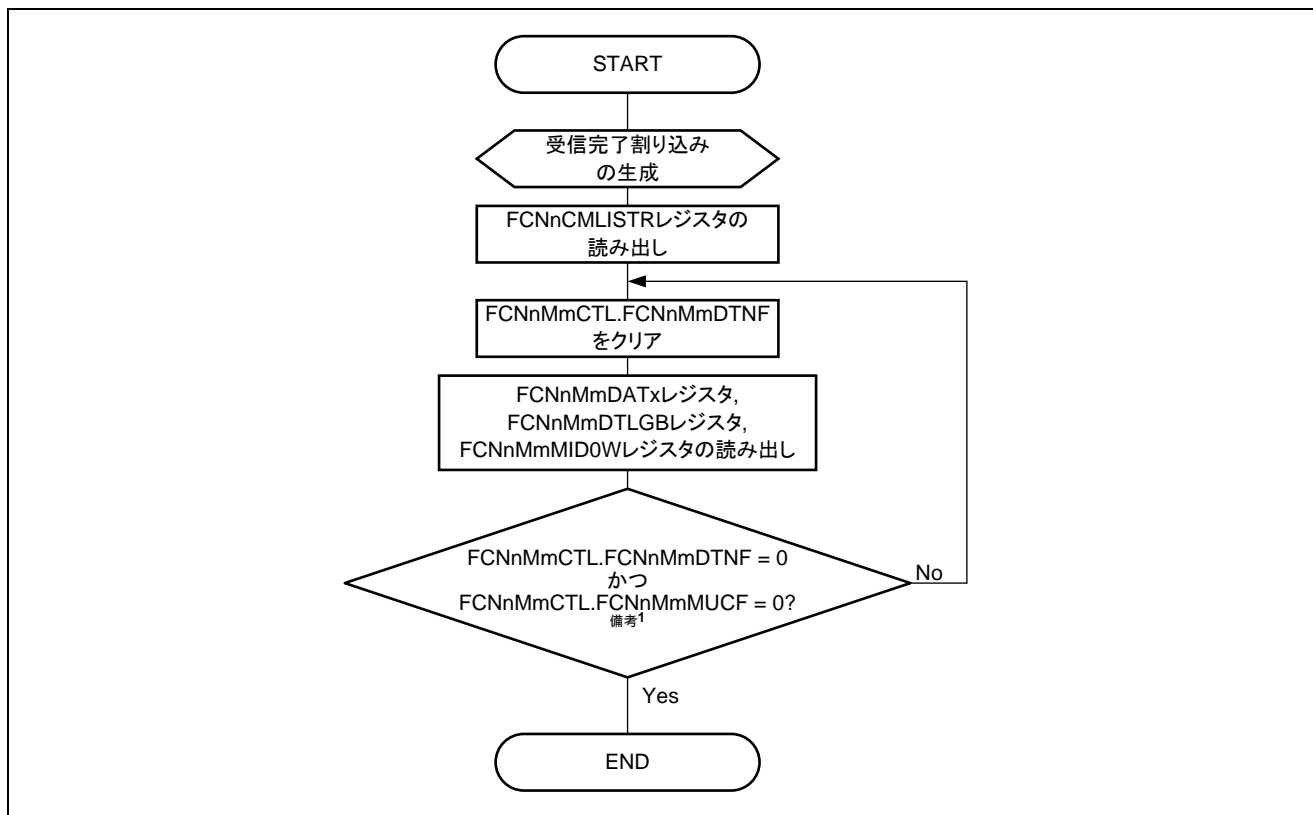 START
受信完了割り込み
の生成
FCNnCMLISTRレジスタの
読み出し
FCNnMmCTL.FCNnMmDTNF
をクリア
FCNnMmDATxレジスタ,
FCNnMmDTLGBレジスタ,
FCNnMmMID0Wレジスタの読み出し
FCNnMmCTL.FCNnMmDTNF = 0
かつ
FCNnMmCTL.FCNnMmMUCF = 0?
備考1
No
Yes
END